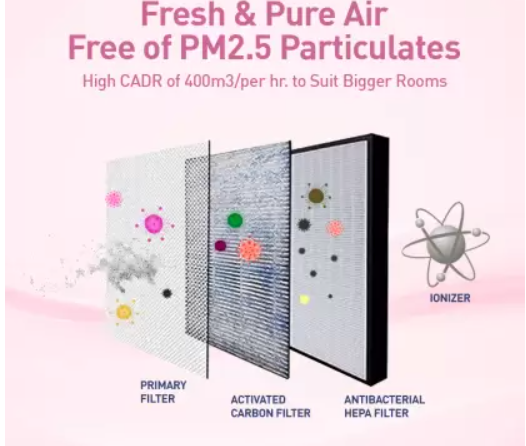 Fresh & Pure Air
Free of PM2.5 Particulates
High CADR of 400m3/per hr. to Suit Bigger Rooms
IONIZER
PRIMARY
FILTER
ACTIVATED
CARBON FILTER
ANTIBACTERIAL
HEPA FILTER